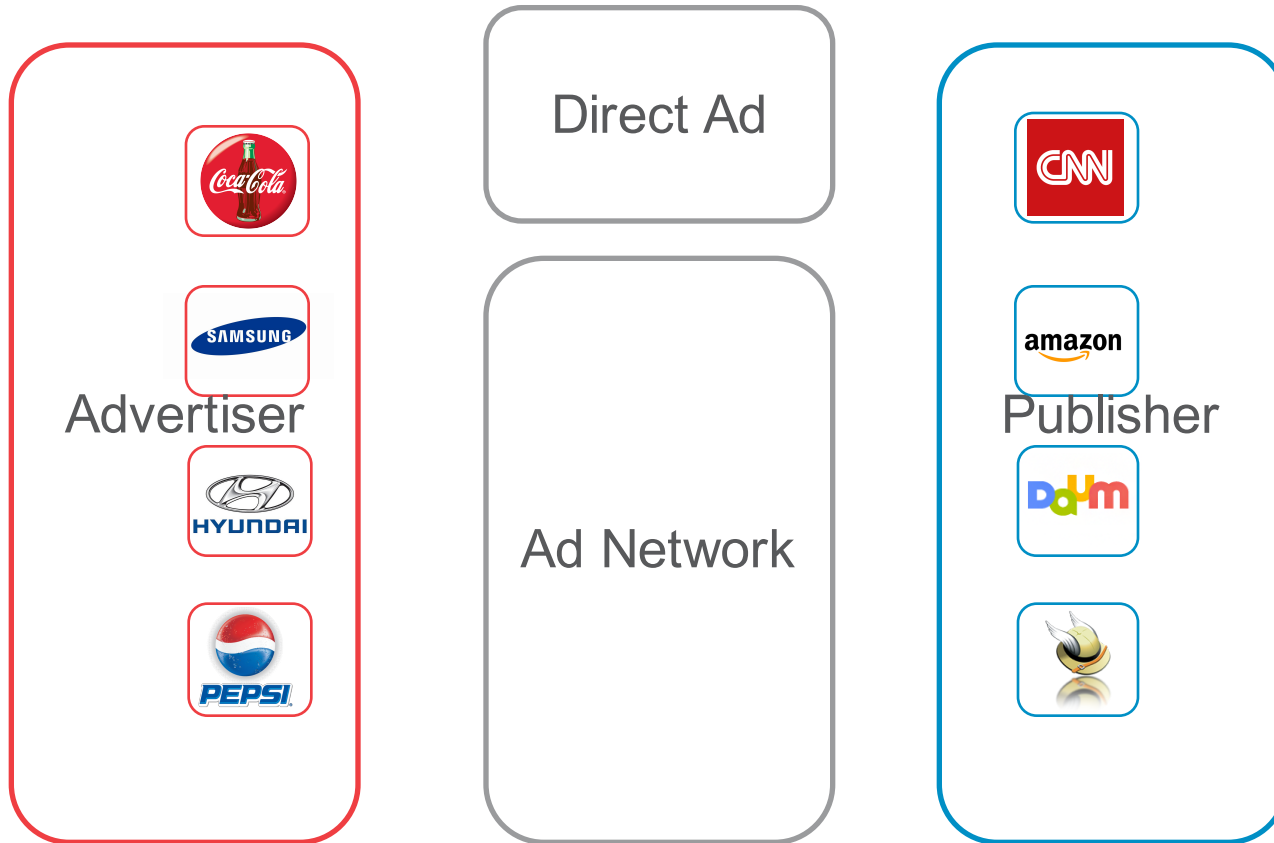 Direct Ad
Coca-Cola
CNN
SAMSUNG
amazon
Advertiser
Publisher
HYUNDAI
Daum
Ad Network
PEPSI